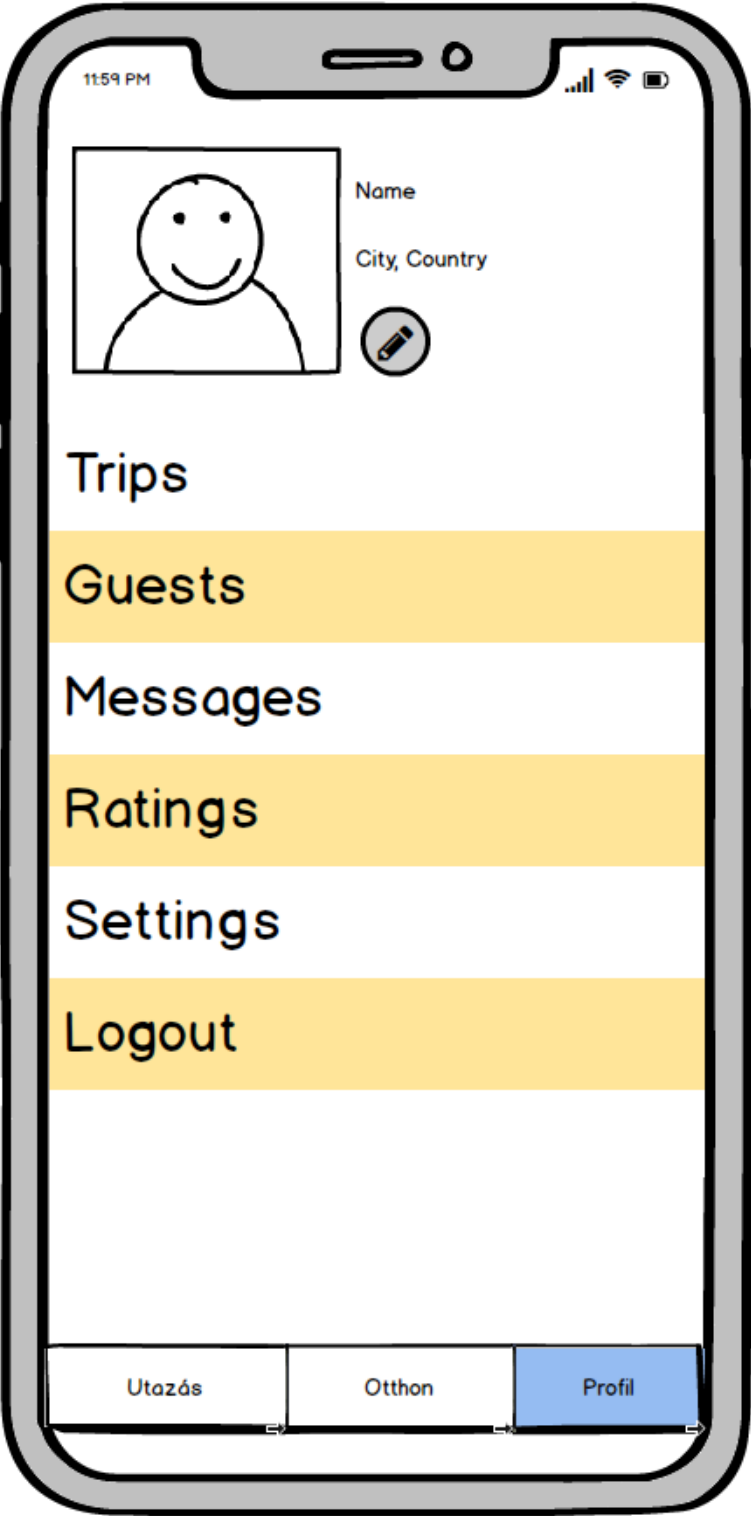 11:59 PM
Name
City, Country
Trips
Guests
Messages
Ratings
Settings
Logout
Utazás
Otthon
Profil